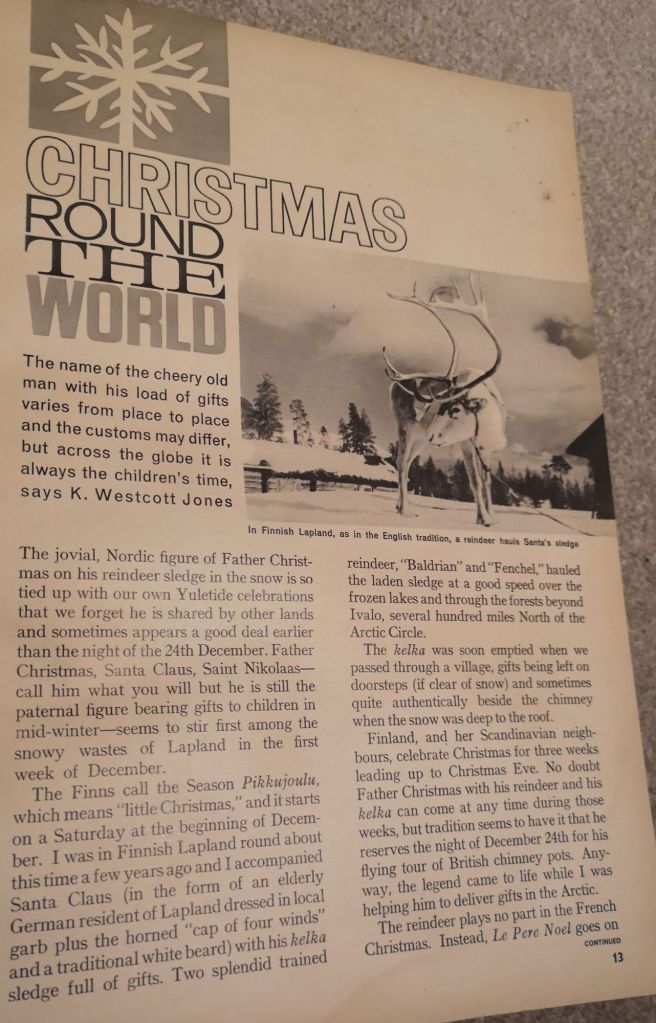 CHRISTMAS
ROUND
THE
WORLD
The name of the cheery old
man with his load of gifts
varies from place to place
and the customs may differ,
but across the globe it is
always the children's time,
says K. Westcott Jones
In Finnish Lapland, as in the English tradition, a reindeer hauls Santa's sledge
The jovial, Nordic figure of Father Christ-
mas on his reindeer sledge in the snow is so
tied up with our own Yuletide celebrations
that we forget he is shared by other lands
and sometimes appears a good deal earlier
than the night of the 24th December. Father
Christmas, Santa Claus, Saint Nikolaas—
call him what you will but he is still the
paternal figure bearing gifts to children in
mid-winter—seems to stir first among the
snowy wastes of Lapland in the first
week of December.
The Finns call the Season Pikkujoulu,
which means "little Christmas," and it starts
on a Saturday at the beginning of Decem-
ber. I was in Finnish Lapland round about
this time a few years ago and I accompanied
Santa Claus (in the form of an elderly
German resident of Lapland dressed in local
garb plus the horned "cap of four winds"
and a traditional white beard) with his kelka
sledge full of gifts. Two splendid trained
reindeer, "Baldrian" and "Fenchel," hauled
the laden sledge at a good speed over the
frozen lakes and through the forests beyond
Ivalo, several hundred miles North of the
Arctic Circle.
The kelka was soon emptied when we
passed through a village, gifts being left on
doorsteps (if clear of snow) and sometimes
quite authentically beside the chimney
when the snow was deep to the roof.
Finland, and her Scandinavian neigh-
bours, celebrate Christmas for three weeks
leading up to Christmas Eve. No doubt
Father Christmas with his reindeer and his
kelka can come at any time during those
weeks, but tradition seems to have it that he
reserves the night of December 24th for his
flying tour of British chimney pots. Any-
way, the legend came to life while I was
helping him to deliver gifts in the Arctic.
The reindeer plays no part in the French
Christmas. Instead, Le Pere Noel goes on
CONTINUED
13